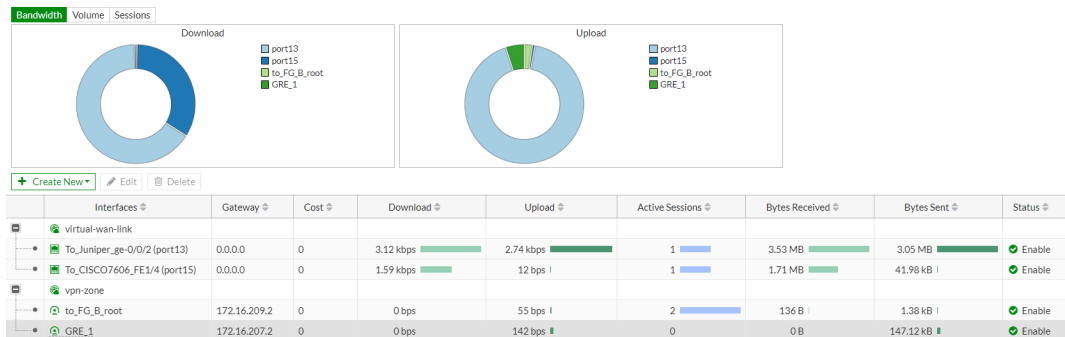 Bandwidth Volume Sessions
Download
port13
port15
to_FG_B_root
GRE_1
Upload
port13
port15
to_FG_B_root
GRE_1
+ Create New Edit Delete
Interfaces Gateway Cost Download Upload Active Sessions Bytes Received Bytes Sent Status
virtual-wan-link
To_Juniper_ge-0/0/2 (port13) 0.0.0.0 0 3.12 kbps 2.74 kbps 1 3.53 MB 3.05 MB Enable
To_CISCO7606_FE1/4 (port15) 0.0.0.0 0 1.59 kbps 12 bps 1 1.71 MB 41.98 kB Enable
vpn-zone
to_FG_B_root 172.16.209.2 0 0 bps 55 bps 2 136 B 1.38 kB Enable
GRE_1 172.16.207.2 0 0 bps 142 bps 0 0 B 147.12 kB Enable